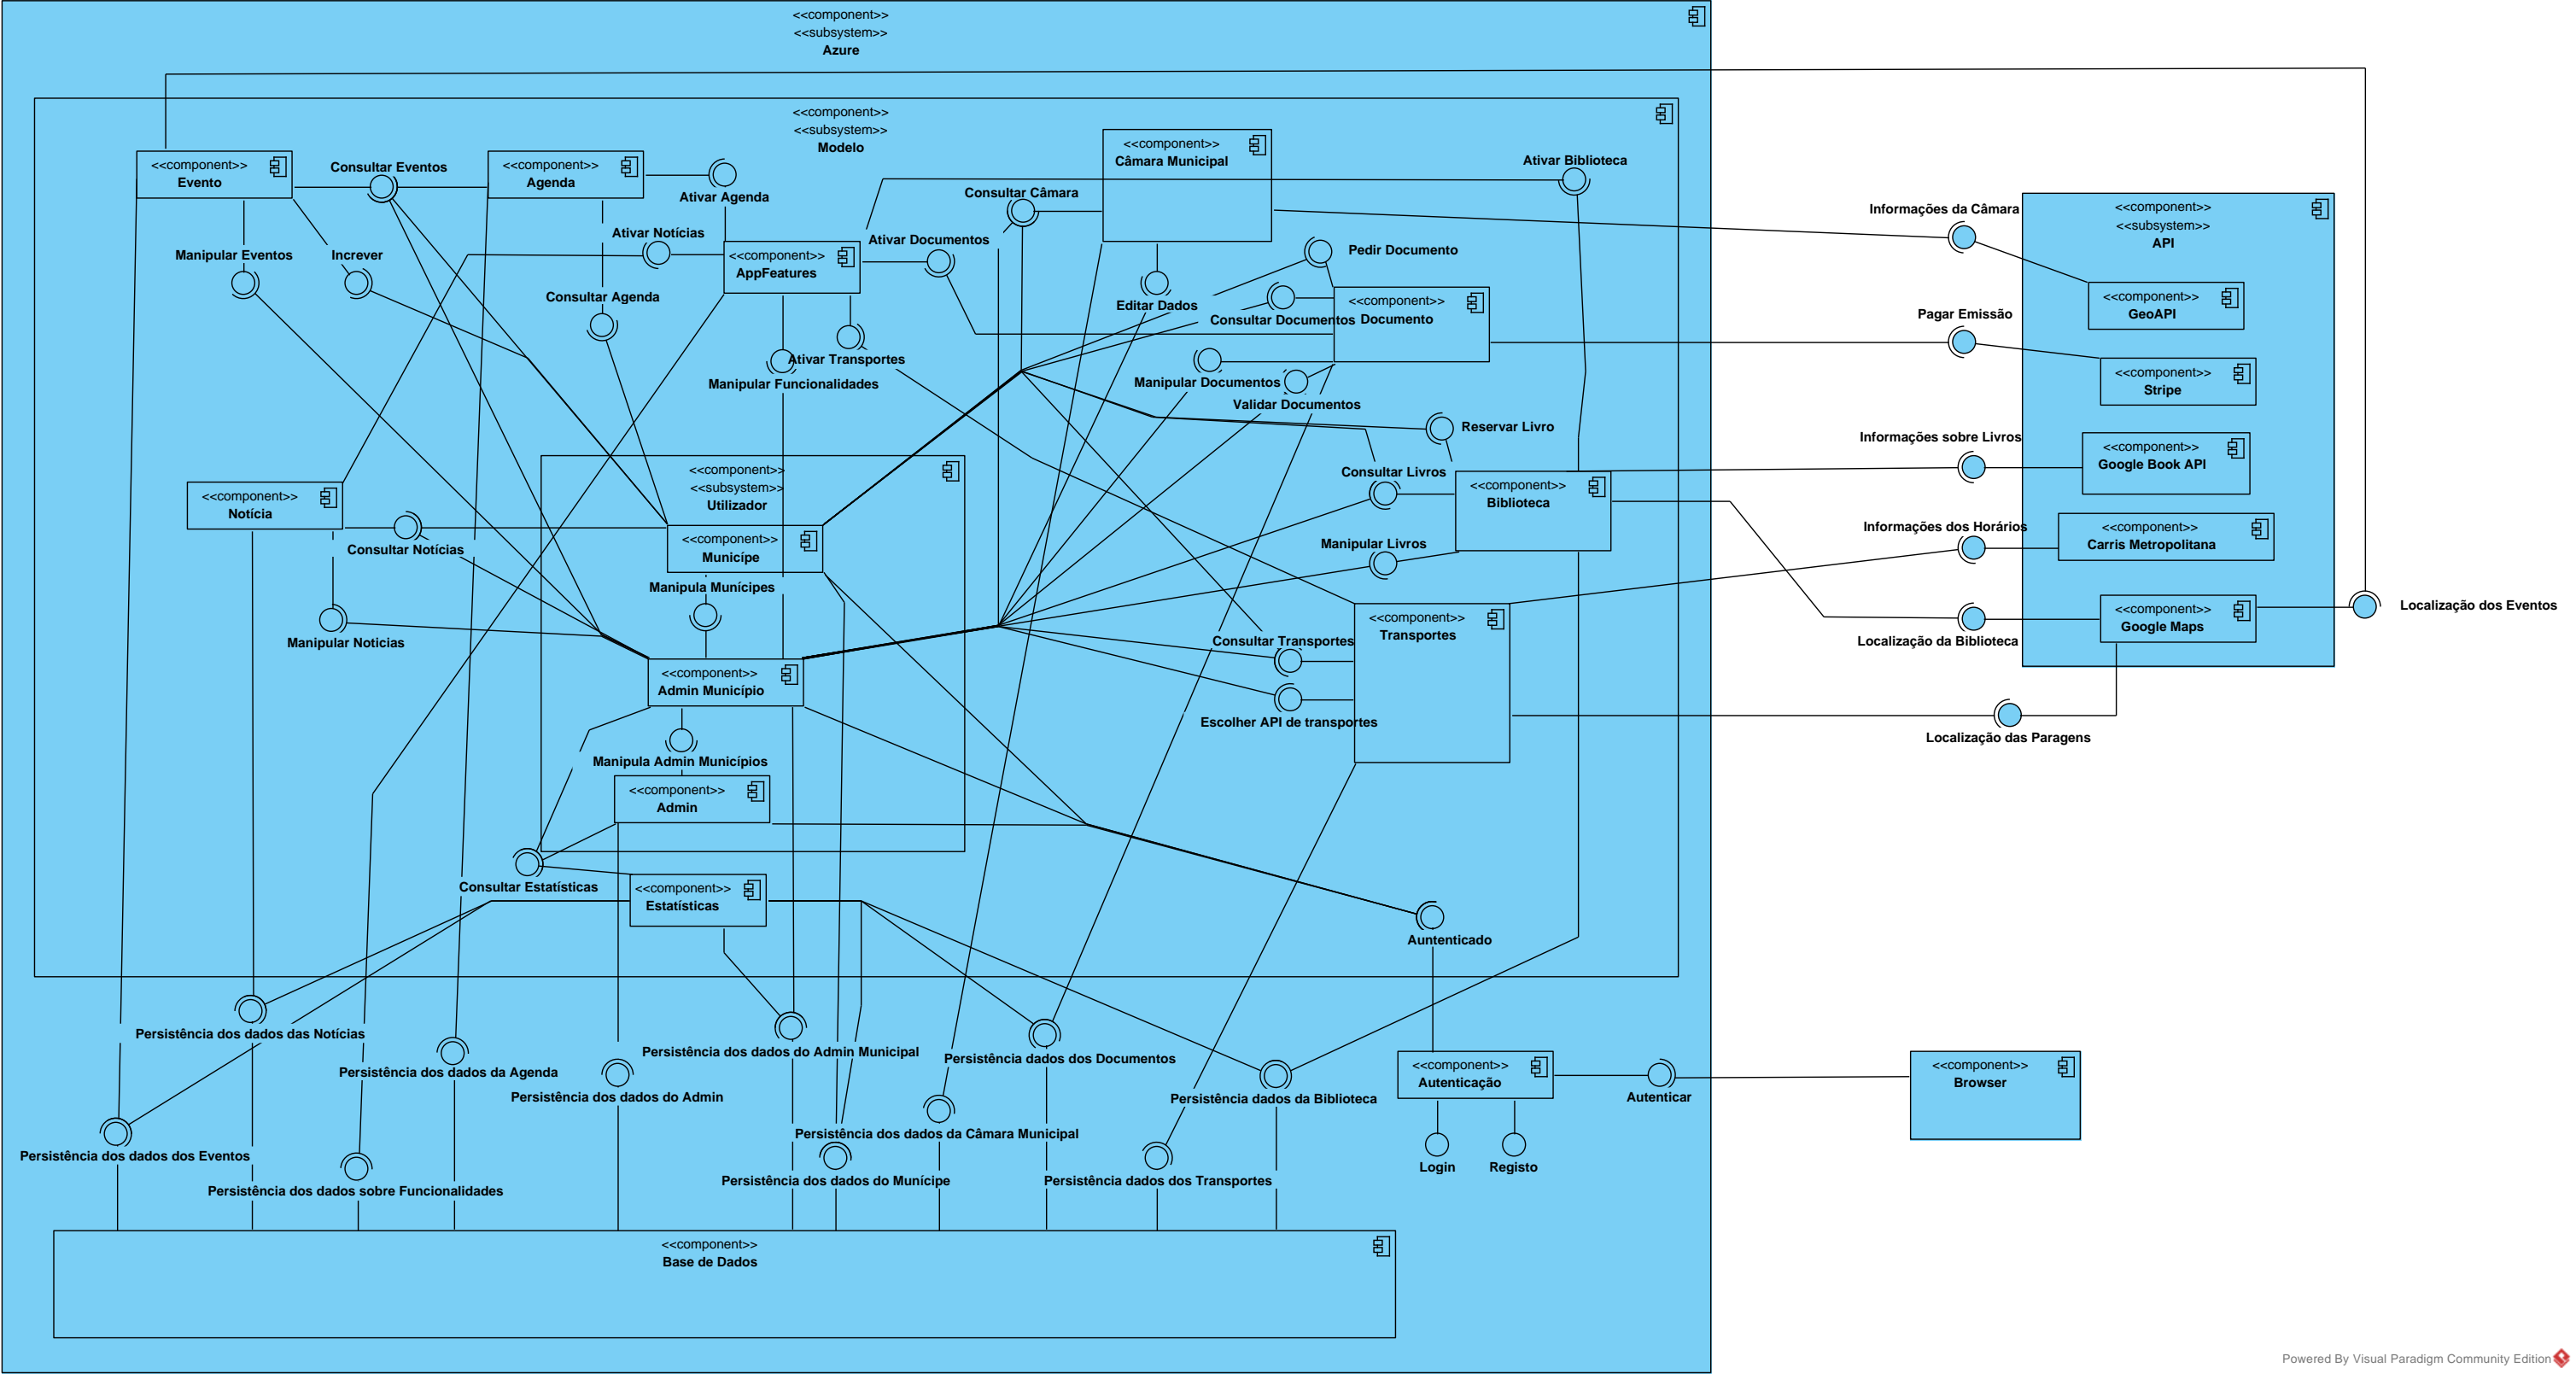 <<component>>
<<subsystem>>
Azure
<<component>>
<<subsystem>>
Modelo
<<component>>
Evento
Consultar Eventos
<<component>>
Agenda
Ativar Agenda
<<component>>
Câmara Municipal
Consultar Câmara
Ativar Biblioteca
Manipular Eventos
Increver
Ativar Notícias
Consultar Agenda
<<component>>
AppFeatures
Ativar Documentos
Editar Dados
Pedir Documento
Consultar Documentos
<<component>>
Documento
Ativar Transportes
Manipular Funcionalidades
Manipular Documentos
Validar Documentos
Reservar Livro
Consultar Livros
<<component>>
Biblioteca
Manipular Livros
<<component>>
<<subsystem>>
Utilizador
<<component>>
Notícia
Consultar Notícias
<<component>>
Municípe
Manipula Munícipes
Manipular Noticias
<<component>>
Admin Município
Manipula Admin Municípios
<<component>>
Admin
Consultar Transportes
<<component>>
Transportes
Escolher API de transportes
Consultar Estatísticas
<<component>>
Estatísticas
Auntenticado
Informações da Câmara
<<component>>
<<subsystem>>
API
<<component>>
GeoAPI
Pagar Emissão
<<component>>
Stripe
Informações sobre Livros
<<component>>
Google Book API
Informações dos Horários
<<component>>
Carris Metropolitana
<<component>>
Google Maps
Localização dos Eventos
Localização da Biblioteca
Localização das Paragens
Persistência dos dados das Notícias
Persistência dos dados da Agenda
Persistência dos dados do Admin Municipal
Persistência dados dos Documentos
Persistência dos dados do Admin
Persistência dados da Biblioteca
<<component>>
Autenticação
Autenticar
<<component>>
Browser
Persistência dos dados dos Eventos
Persistência dos dados da Câmara Municipal
Persistência dos dados sobre Funcionalidades
Persistência dos dados do Munícipe
Persistência dados dos Transportes
Login
Registo
<<component>>
Base de Dados
Powered By Visual Paradigm Community Edition